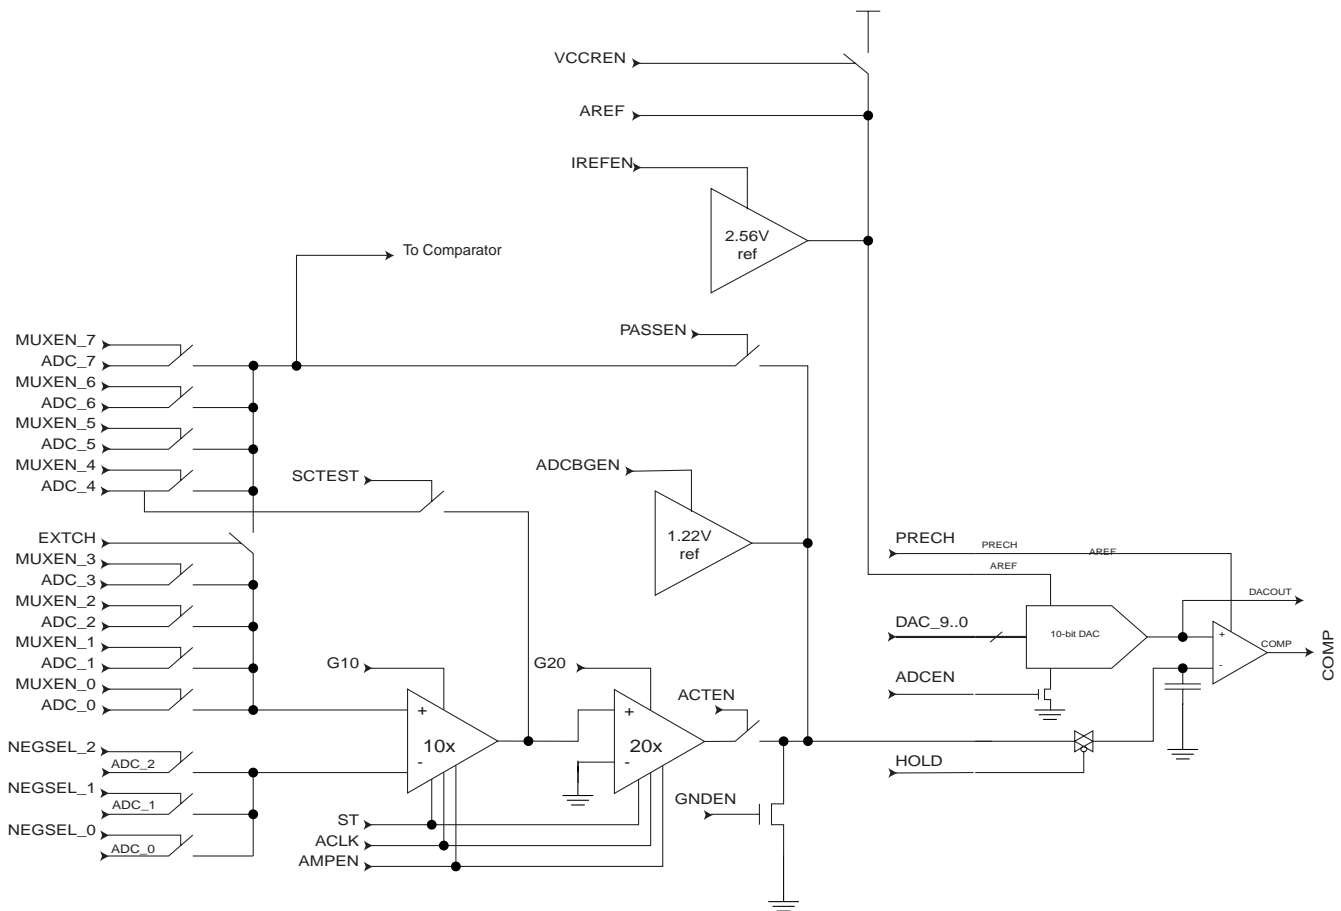 VCCREN
AREF
IREFEN
2.56V
ref
To Comparator
PASSEN
MUXEN_7
ADC_7
MUXEN_6
ADC_6
MUXEN_5
ADC_5
MUXEN_4
ADC_4
SCTEST
ADCBGEN
1.22V
ref
EXTCH
MUXEN_3
ADC_3
MUXEN_2
ADC_2
MUXEN_1
ADC_1
MUXEN_0
ADC_0
PRECH
PRECH
AREF
AREF
DACOUT
DAC_9..0
10-bit DAC
+
-
COMP
COMP
ADCEN
HOLD
G10
+
10x
-
G20
+
20x
-
ACTEN
NEGSEL_2
ADC_2
NEGSEL_1
ADC_1
NEGSEL_0
ADC_0
ST
ACLK
AMPEN
GNDEN